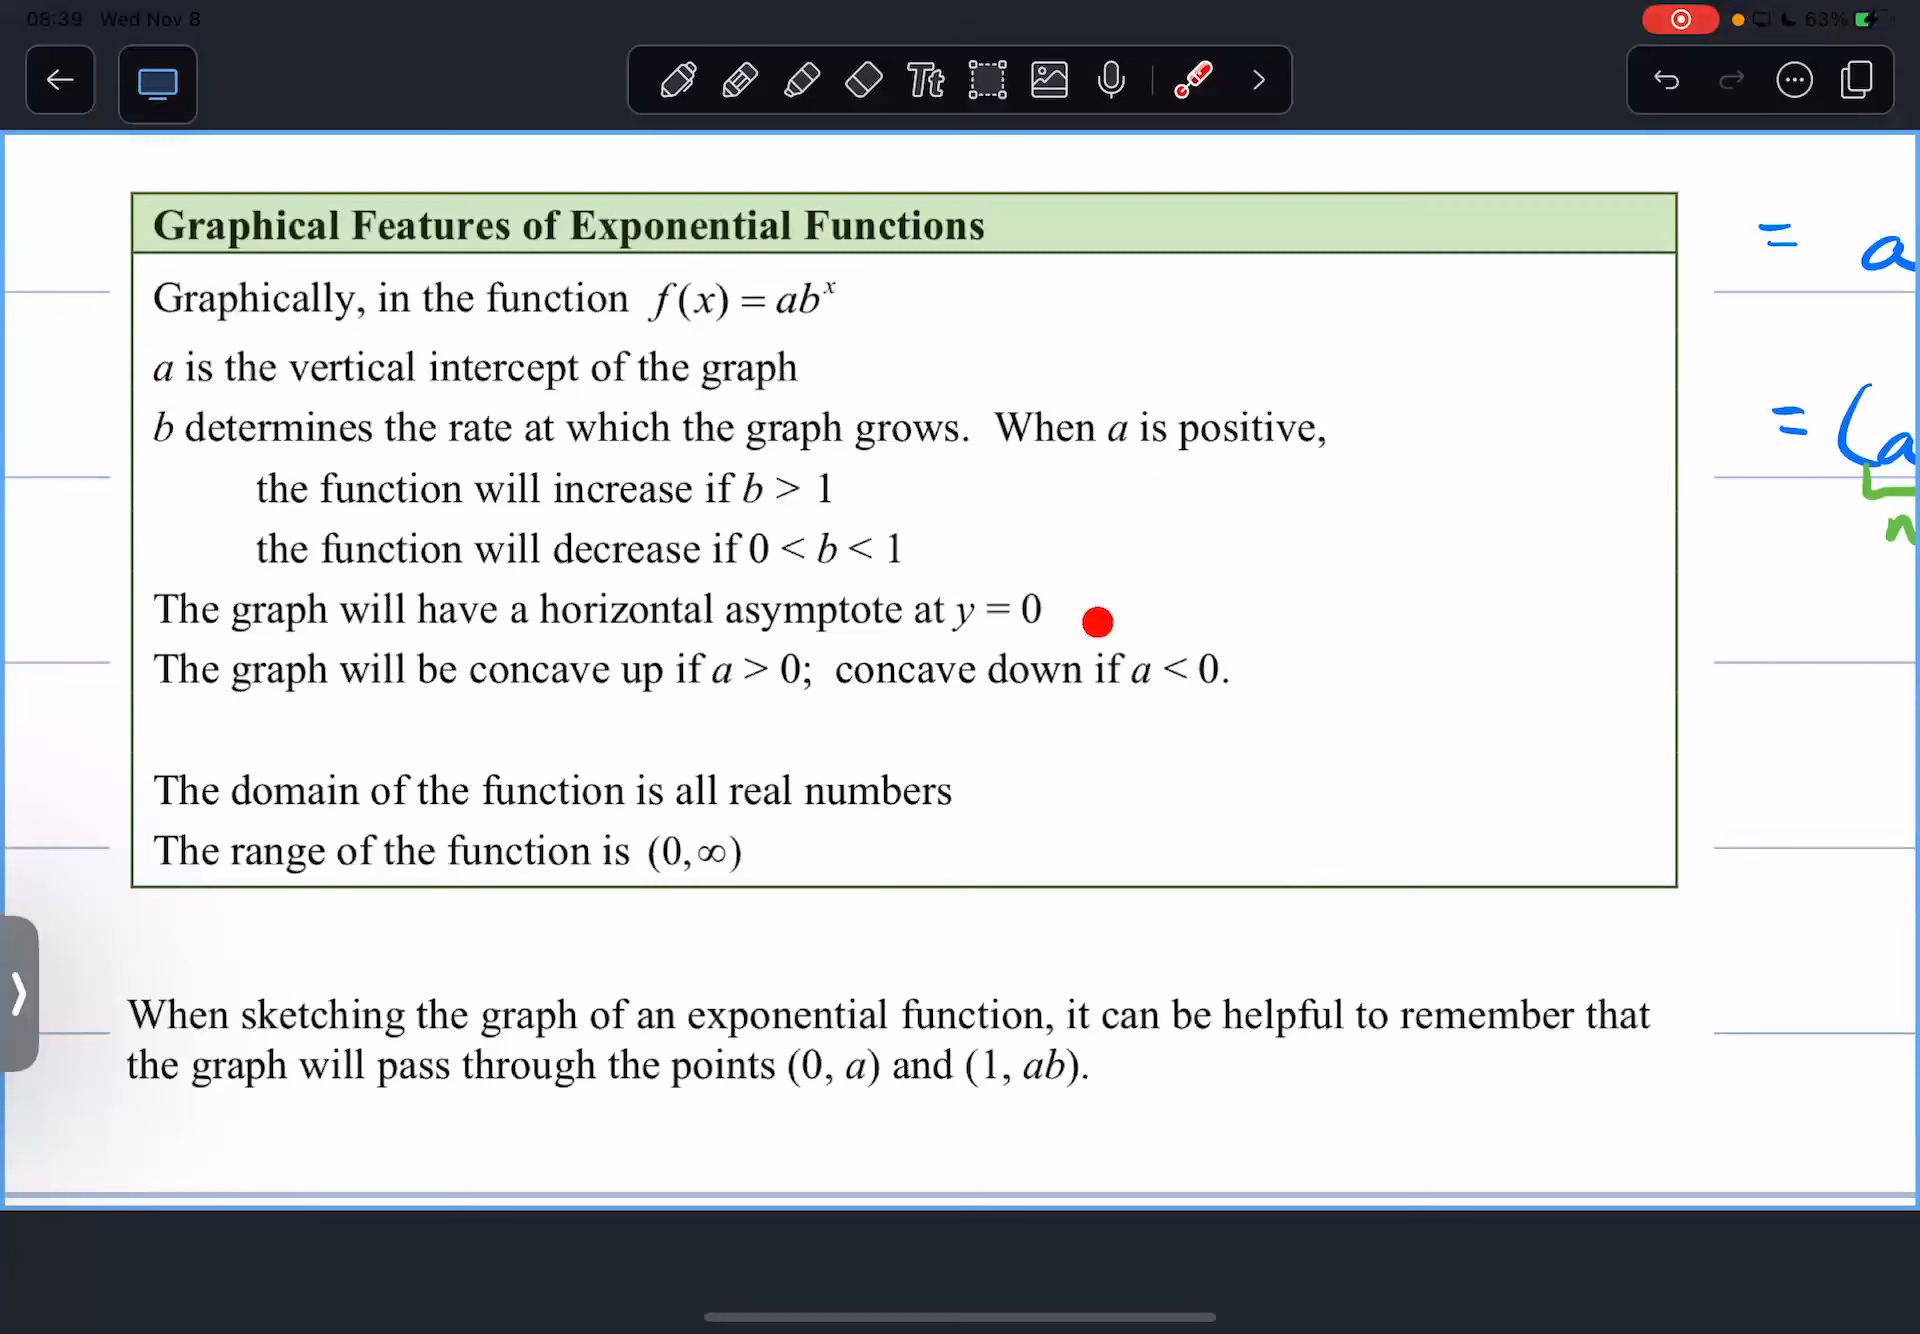 08:39 Wed Nov 8
63%
Tt
Graphical Features of Exponential Functions
Graphically, in the function f(x) = abˣ
a is the vertical intercept of the graph
b determines the rate at which the graph grows. When a is positive,
the function will increase if b > 1
the function will decrease if 0 < b < 1
The graph will have a horizontal asymptote at y = 0
The graph will be concave up if a > 0; concave down if a < 0.
The domain of the function is all real numbers
The range of the function is (0,∞)
When sketching the graph of an exponential function, it can be helpful to remember that
the graph will pass through the points (0, a) and (1, ab).
= a
= (a
n